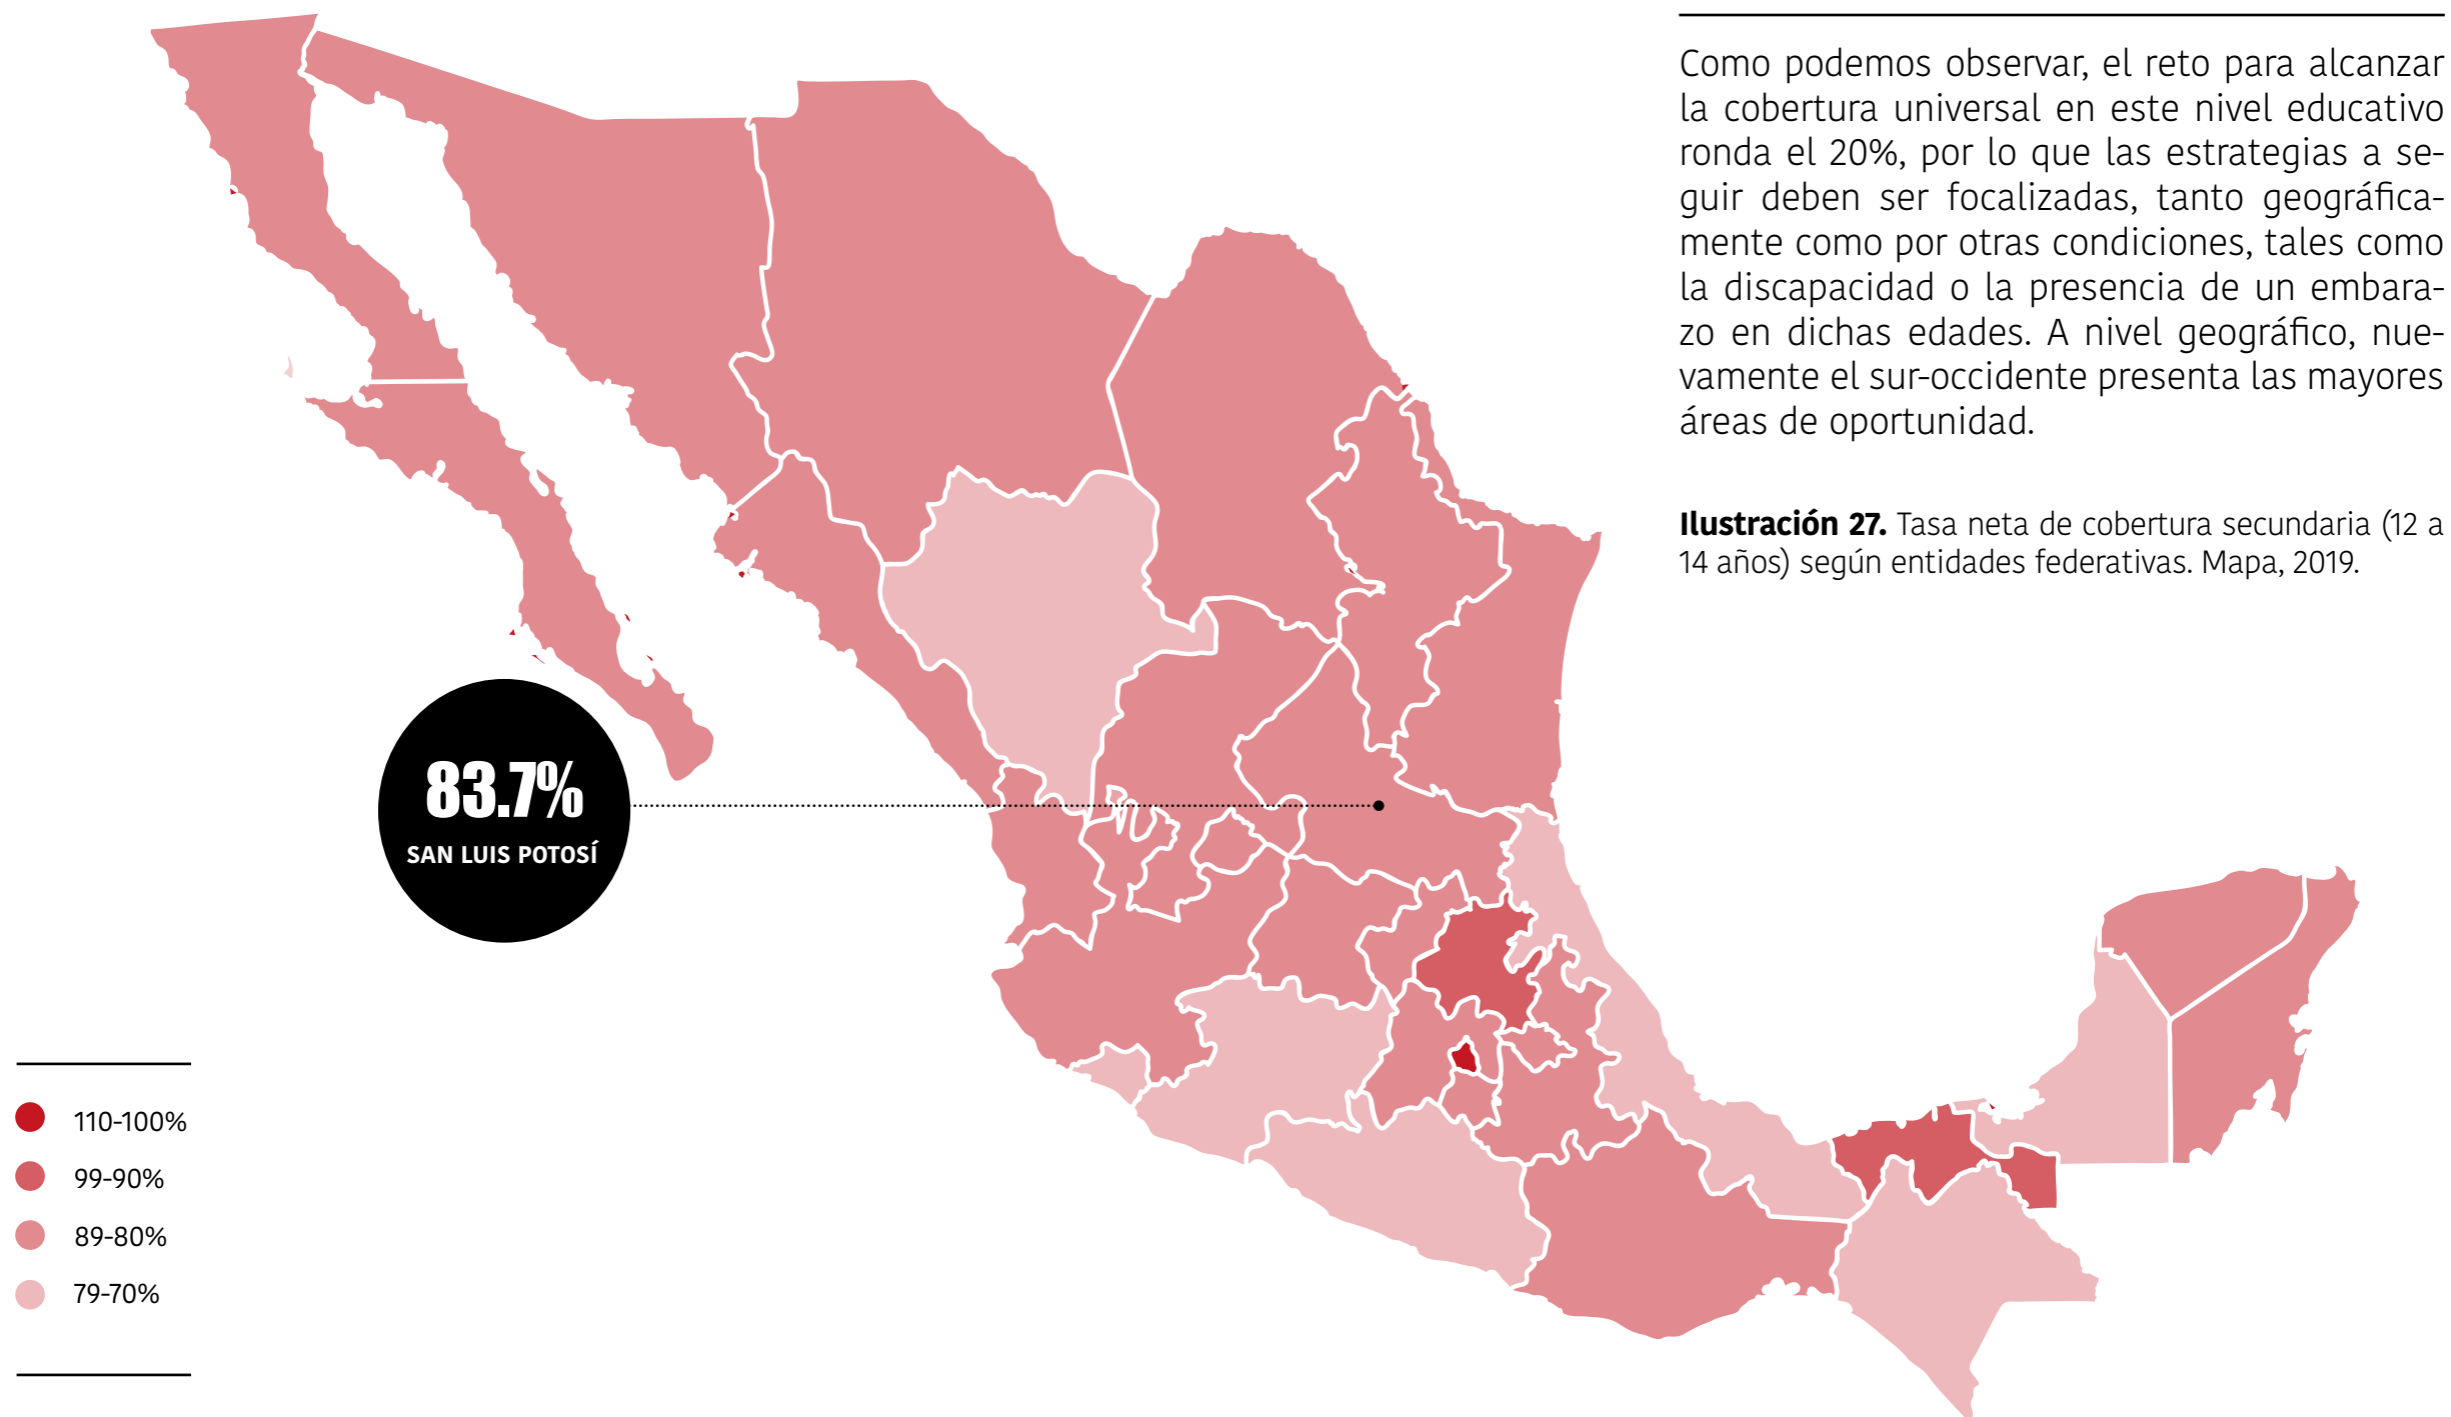 Como podemos observar, el reto para alcanzar
la cobertura universal en este nivel educativo
ronda el 20%, por lo que las estrategias a se-
guir deben ser focalizadas, tanto geográfica-
mente como por otras condiciones, tales como
la discapacidad o la presencia de un embara-
zo en dichas edades. A nivel geográfico, nue-
vamente el sur-occidente presenta las mayores
áreas de oportunidad.
Ilustración 27. Tasa neta de cobertura secundaria (12 a
14 años) según entidades federativas. Mapa, 2019.
83.7%
SAN LUIS POTOSÍ
110-100%
99-90%
89-80%
79-70%